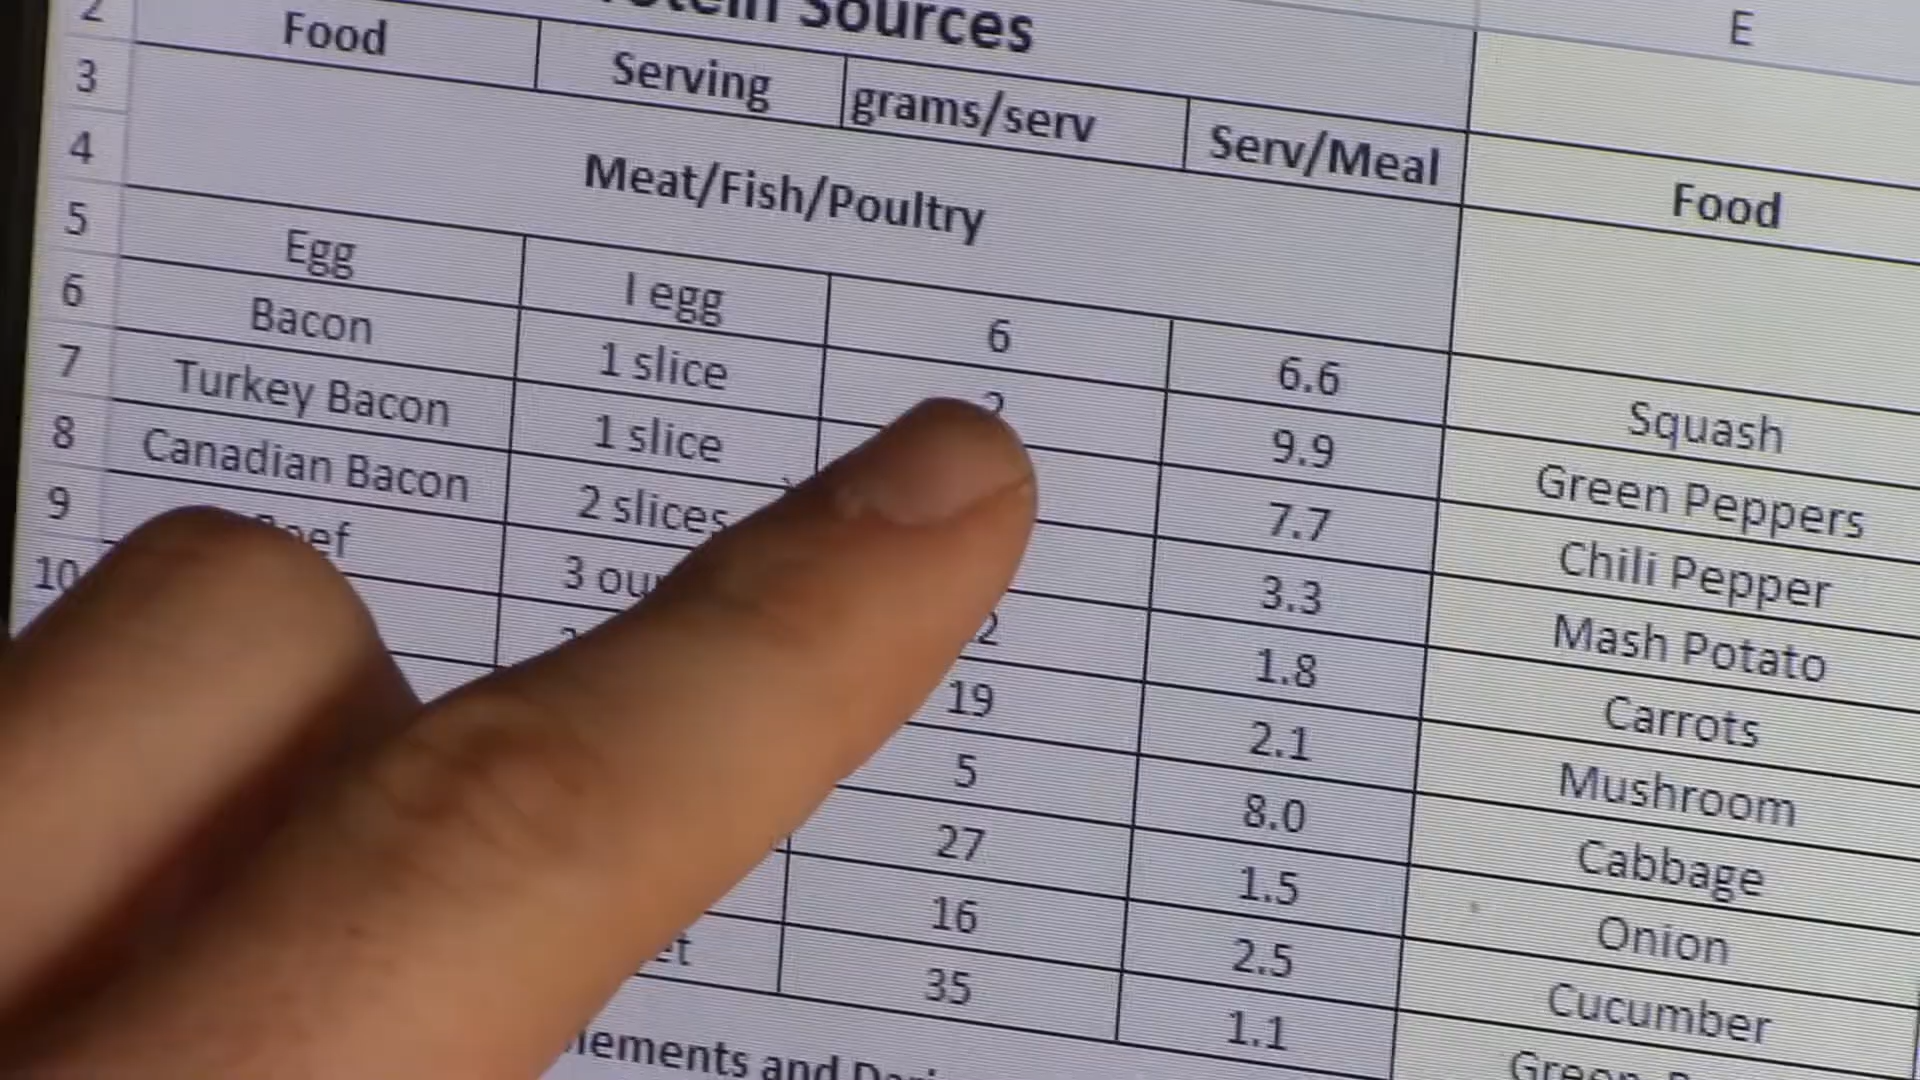 Sources E
2 Food Serving grams/serv Serv/Meal Food
3
4 Meat/Fish/Poultry
5 Egg I egg 6 6.6 Squash
6 Bacon 1 slice 9.9 Green Peppers
7 Turkey Bacon 1 slice 7.7 Chili Pepper
8 Canadian Bacon 2 slices 3.3 Mash Potato
9 1.8 Carrots
10 19 2.1 Mushroom
5 8.0 Cabbage
27 1.5 Onion
16 2.5 Cucumber
35 1.1
and